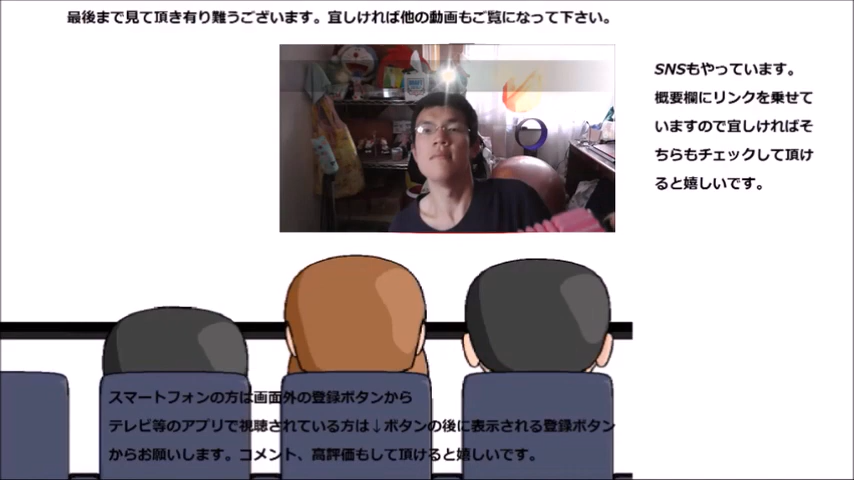 最後まで見て頂き有り難うございます。宜しければ他の動画もご覧になって下さい。
SNSもやっています。
概要欄にリンクを乗せて
いますので宜しければそ
ちらもチェックして頂け
ると嬉しいです。
スマートフォンの方は画面外の登録ボタンから
テレビ等のアプリで視聴されている方は↓ボタンの後に表示される登録ボタン
からお願いします。コメント、高評価もして頂けると嬉しいです。